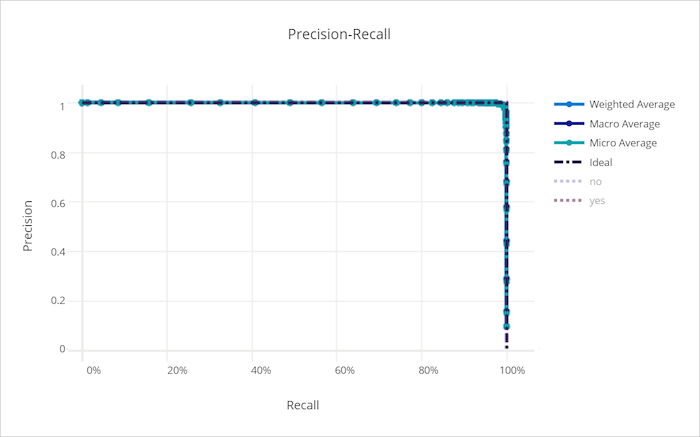 Precision-Recall
1
0.8
0.6
0.4
0.2
0
Precision
0%
20%
40%
60%
80%
100%
Recall
Weighted Average
Macro Average
Micro Average
Ideal
no
yes